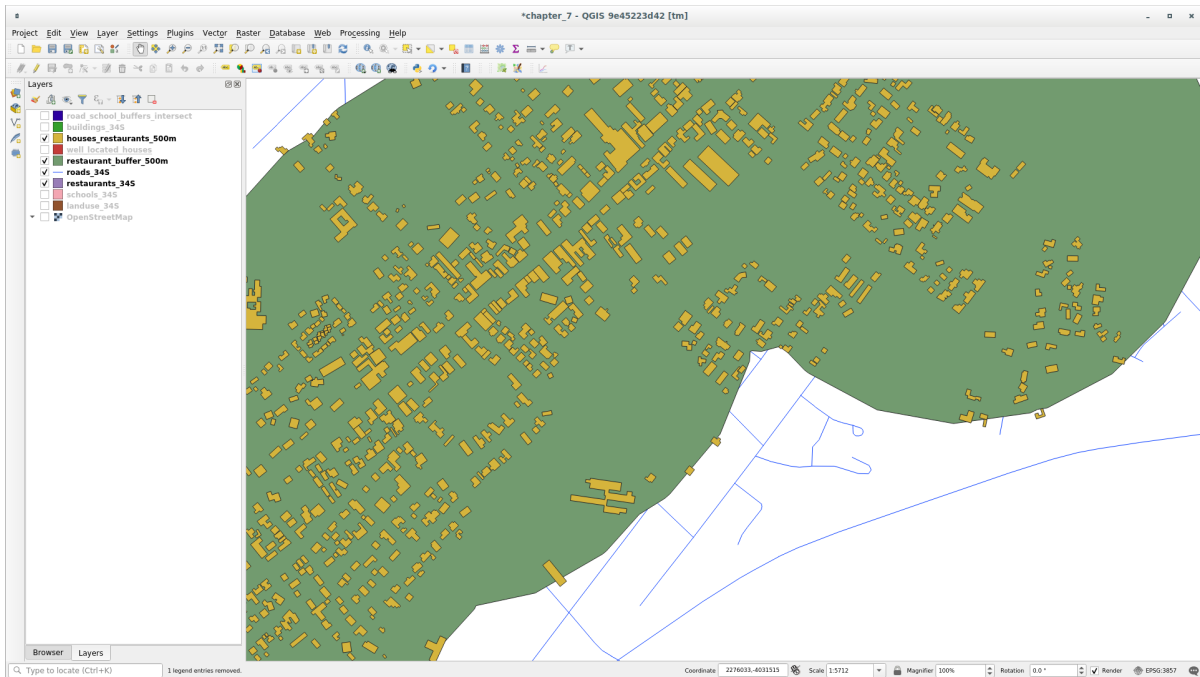 *chapter_7 - QGIS 9e45223d42 [tm]
Project Edit View Layer Settings Plugins Vector Raster Database Web Processing Help
Layers
road_school_buffers_intersect
buildings_34S
houses_restaurants_500m
well_located_houses
restaurant_buffer_500m
roads_34S
restaurants_34S
schools_34S
landuse_34S
OpenStreetMap
Browser Layers
Type to locate (Ctrl+K) 1 legend entries removed. Coordinate 2276033,-4031515 Scale 1:5712 Magnifier 100% Rotation 0.0 ° Render EPSG:3857